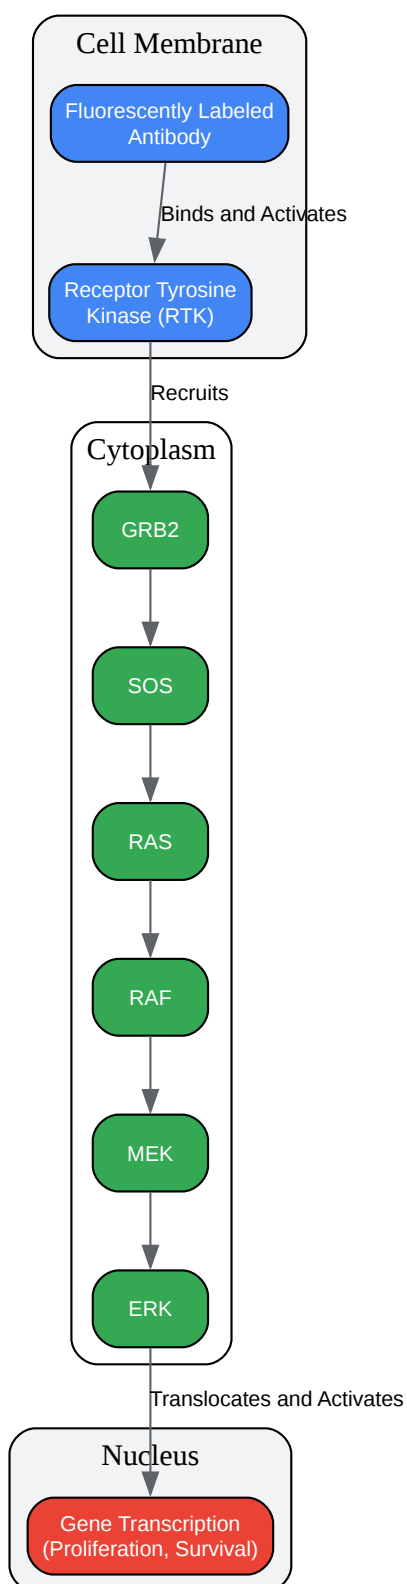 Cell Membrane
Fluorescently Labeled
Antibody
Binds and Activates
Receptor Tyrosine
Kinase (RTK)
Recruits
Cytoplasm
GRB2
SOS
RAS
RAF
MEK
ERK
Translocates and Activates
Nucleus
Gene Transcription
(Proliferation, Survival)